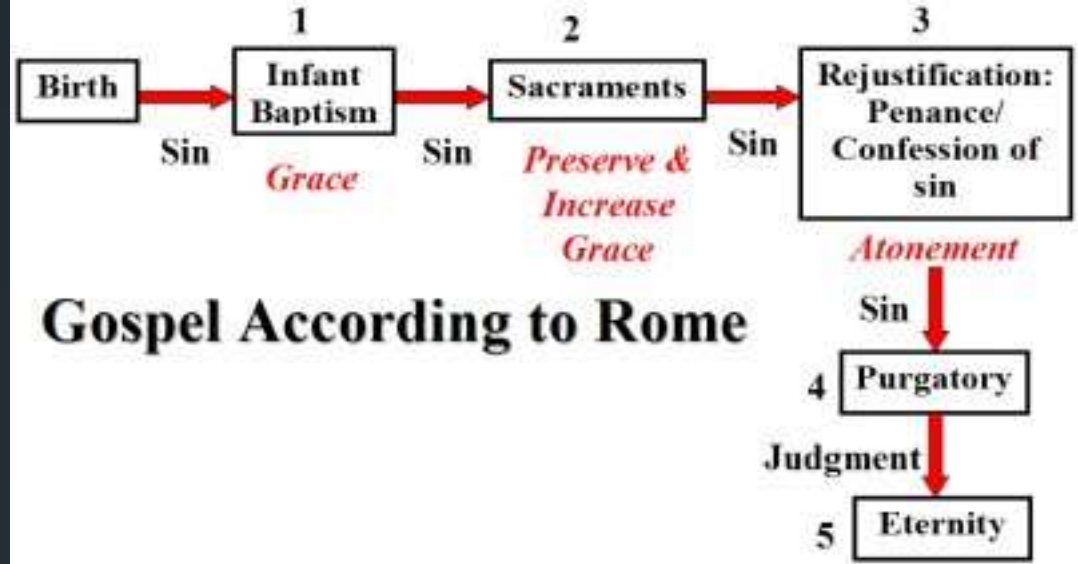 1
2
3
Birth
Infant
Baptism
Sacraments
Rejustification:
Penance/
Confession of
sin
Sin
Sin
Sin
Grace
Preserve &
Increase
Grace
Atonement
Gospel According to Rome
Sin
4
Purgatory
Judgment
5
Eternity